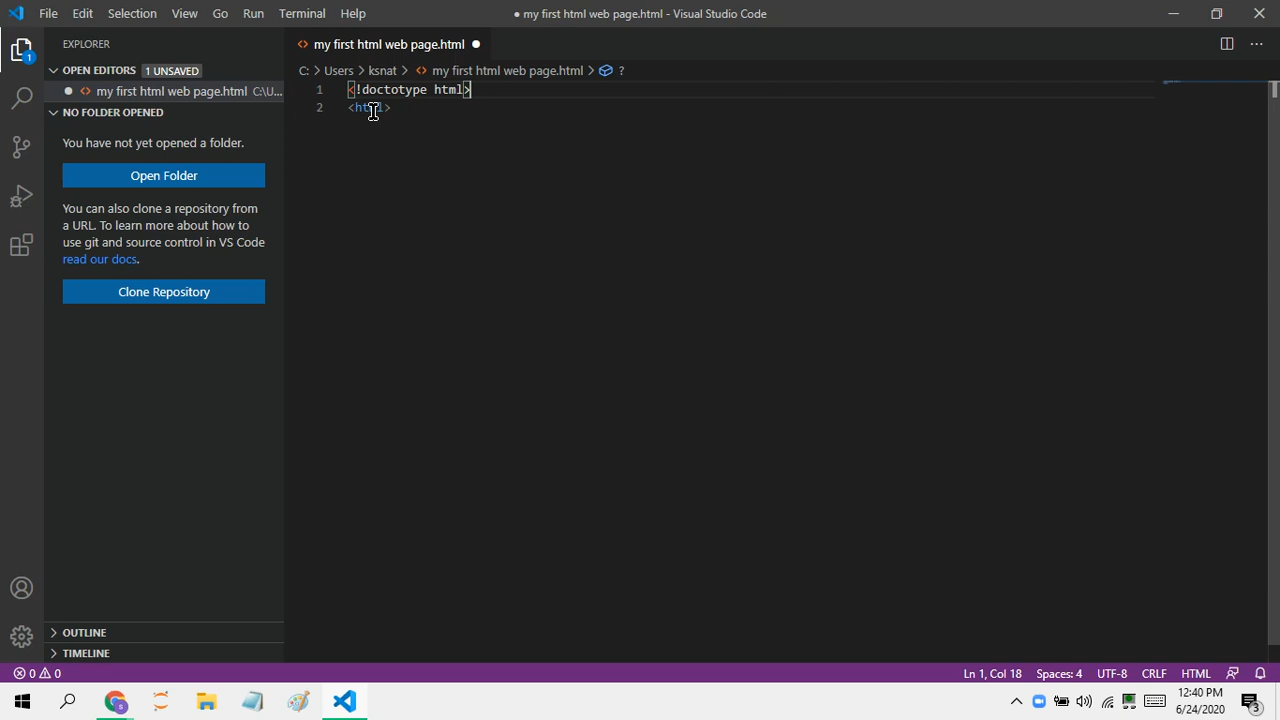 File Edit Selection View Go Run Terminal Help
● my first html web page.html - Visual Studio Code
EXPLORER
OPEN EDITORS 1 UNSAVED
● my first html web page.html C:\U...
NO FOLDER OPENED
You have not yet opened a folder.
Open Folder
You can also clone a repository from
a URL. To learn more about how to
use git and source control in VS Code
read our docs.
Clone Repository
OUTLINE
TIMELINE
my first html web page.html ●
C: > Users > ksnat > my first html web page.html > ?
1 <!doctotype html>
2 <html>
0 0
Ln 1, Col 18 Spaces: 4 UTF-8 CRLF HTML
12:40 PM
6/24/2020
1
3
S